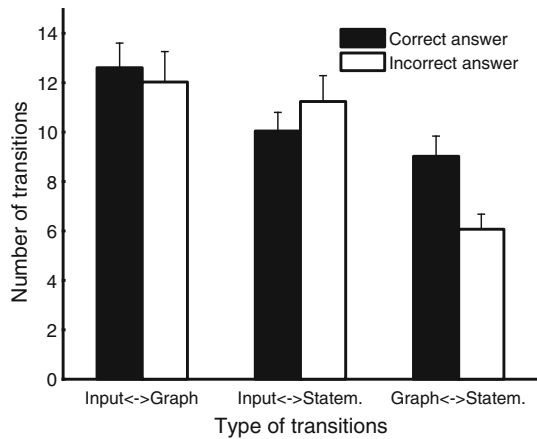 Correct answer
Incorrect answer
Number of transitions
14
12
10
8
6
4
2
0
Input<->Graph
Input<->Statem.
Graph<->Statem.
Type of transitions